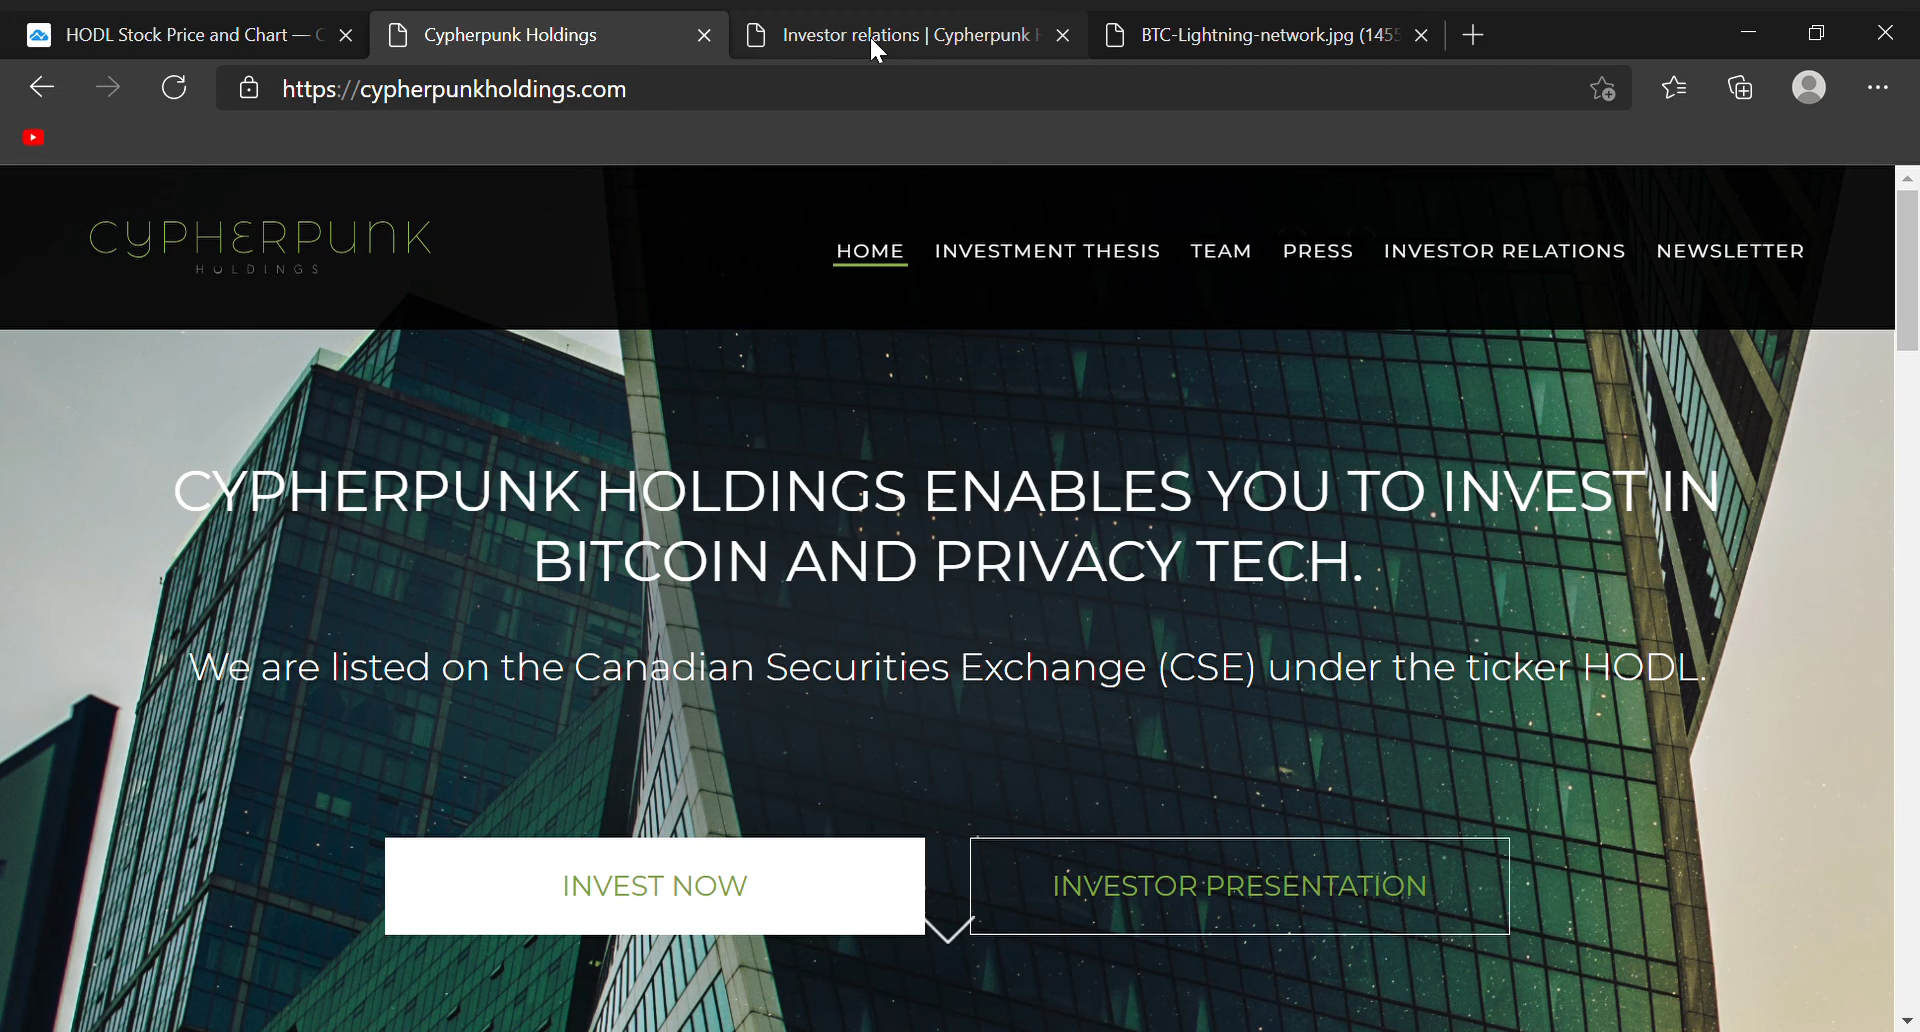 HODL Stock Price and Chart —
Cypherpunk Holdings
Investor relations | Cypherpunk
BTC-Lightning-network.jpg (1455
https://cypherpunkholdings.com
CYPHERPUNK
HOLDINGS
HOME
INVESTMENT THESIS
TEAM
PRESS
INVESTOR RELATIONS
NEWSLETTER
CYPHERPUNK HOLDINGS ENABLES YOU TO INVEST IN
BITCOIN AND PRIVACY TECH.
We are listed on the Canadian Securities Exchange (CSE) under the ticker HODL.
INVEST NOW
INVESTOR PRESENTATION